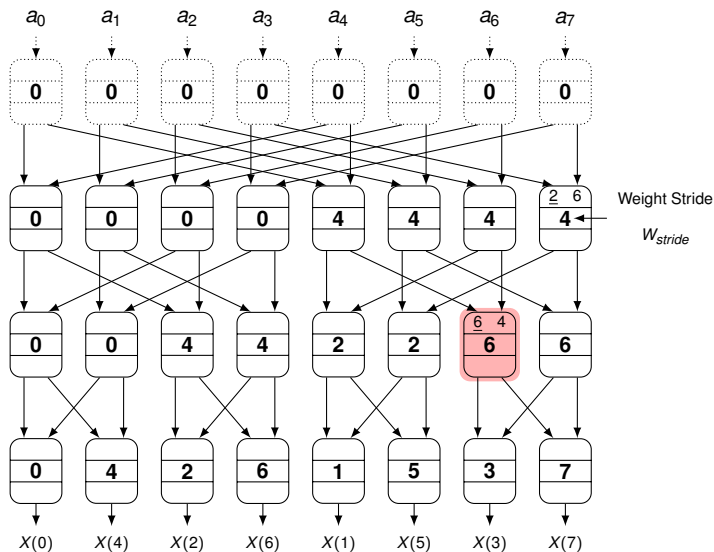 a0 a1 a2 a3 a4 a5 a6 a7
0 0 0 0 0 0 0 0
2 6
Weight Stride
0 0 0 0 4 4 4 4
Wstride
6 4
0 0 4 4 2 2 6 6
0 4 2 6 1 5 3 7
X(0) X(4) X(2) X(6) X(1) X(5) X(3) X(7)